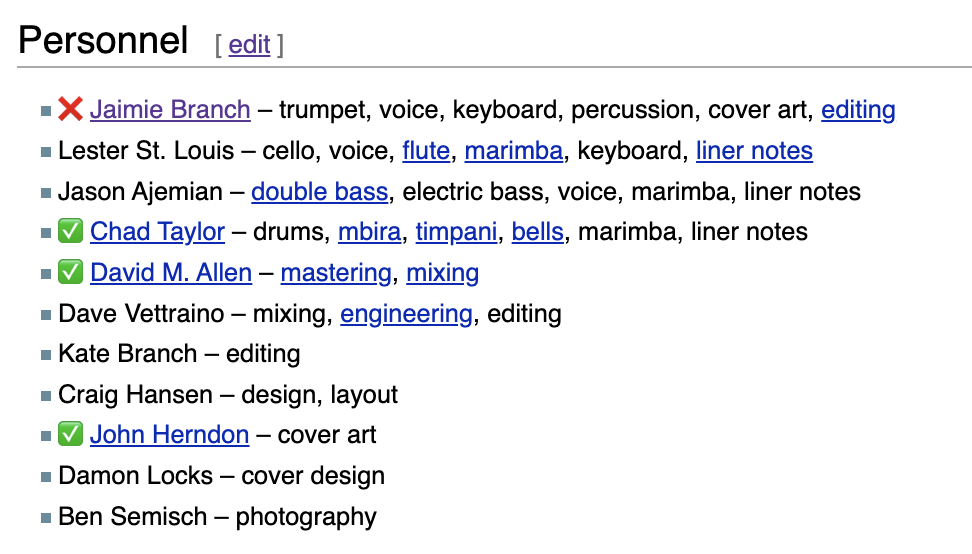 Personnel [ edit ]
❌ Jaimie Branch – trumpet, voice, keyboard, percussion, cover art, editing
Lester St. Louis – cello, voice, flute, marimba, keyboard, liner notes
Jason Ajemian – double bass, electric bass, voice, marimba, liner notes
✅ Chad Taylor – drums, mbira, timpani, bells, marimba, liner notes
✅ David M. Allen – mastering, mixing
Dave Vettraino – mixing, engineering, editing
Kate Branch – editing
Craig Hansen – design, layout
✅ John Herndon – cover art
Damon Locks – cover design
Ben Semisch – photography